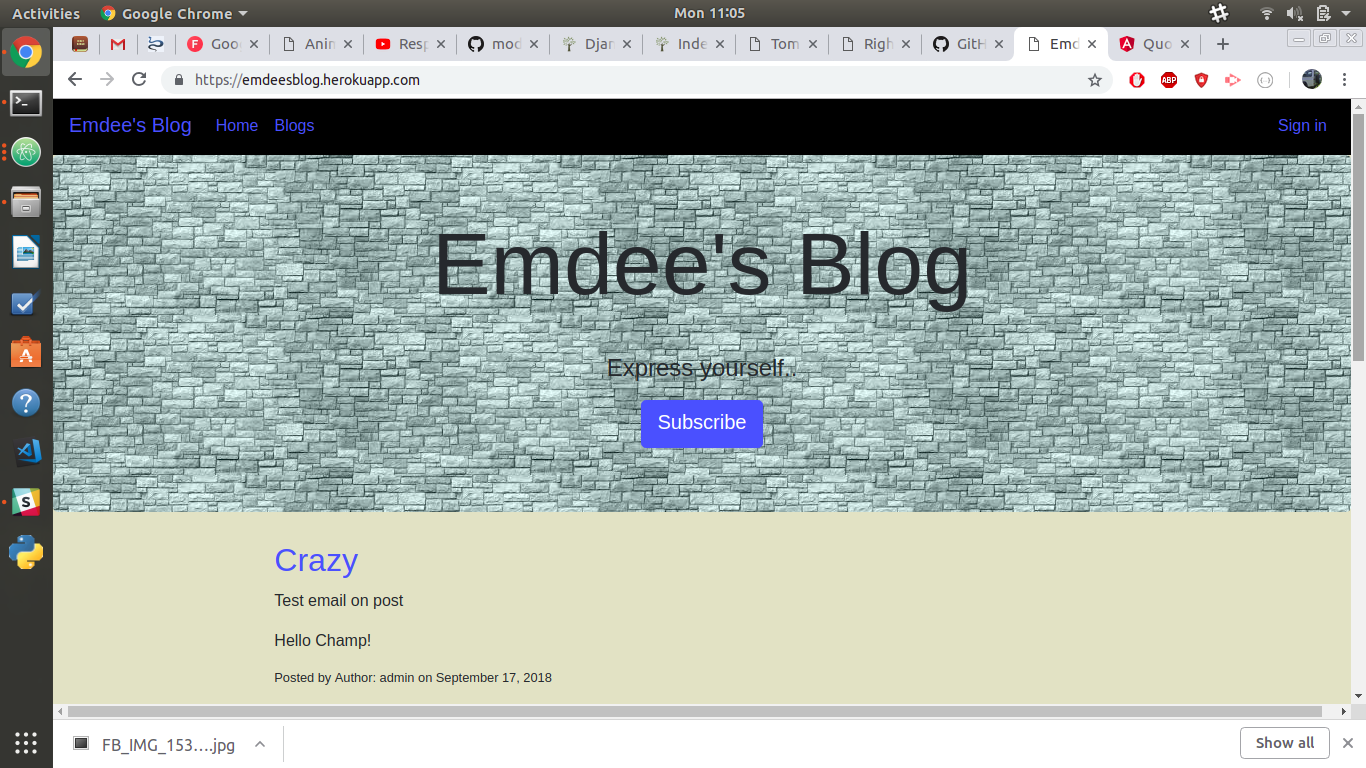 Activities Google Chrome Mon 11:05
Goo Anin Resp mod Djar Inde Tom Righ GitH Emd Quo
https://emdeesblog.herokuapp.com ABP
Emdee's Blog Home Blogs Sign in
Emdee's Blog
Express yourself..
Subscribe
Crazy
Test email on post
Hello Champ!
Posted by Author: admin on September 17, 2018
FB_IMG_153....jpg Show all